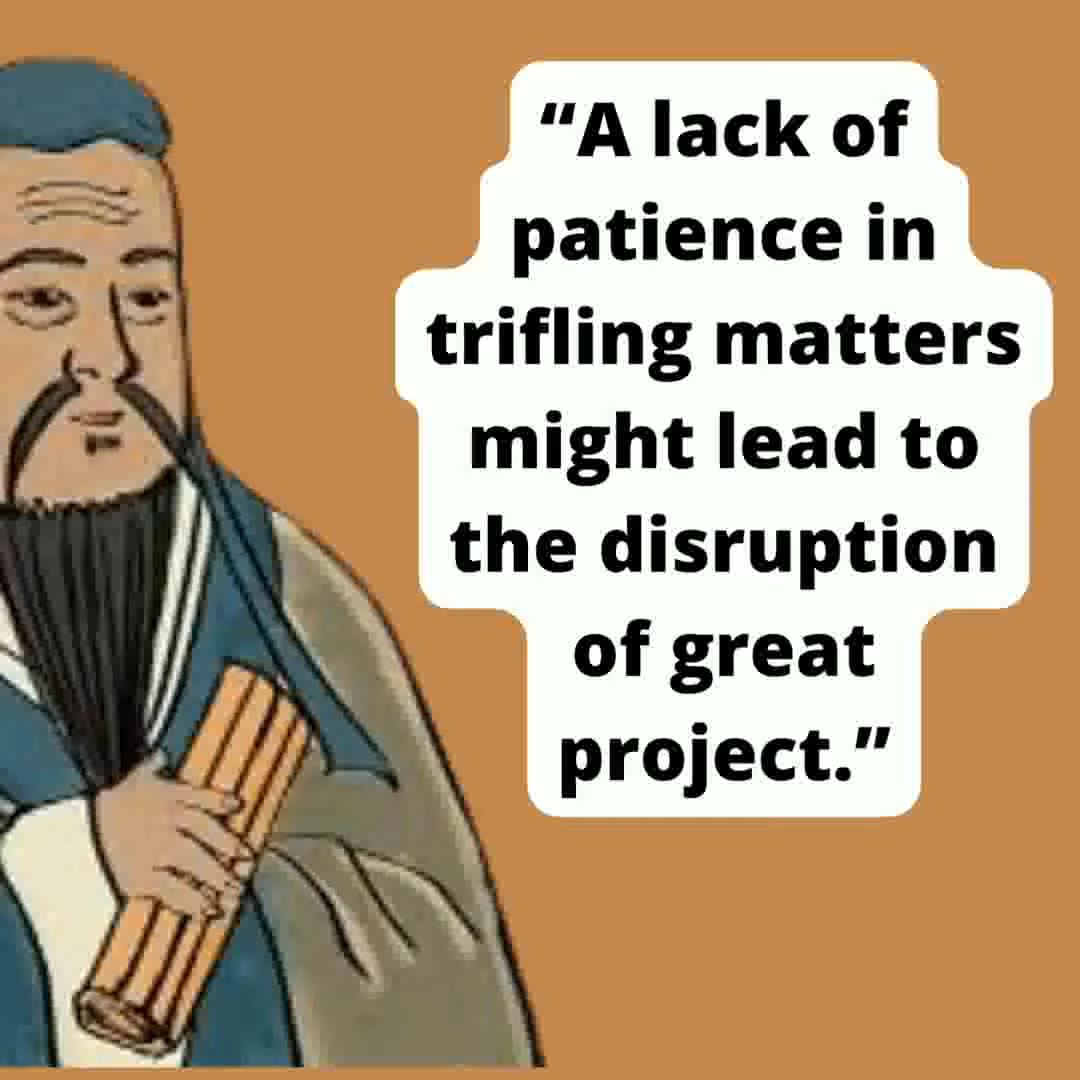 “A lack of
patience in
trifling matters
might lead to
the disruption
of great
project.”